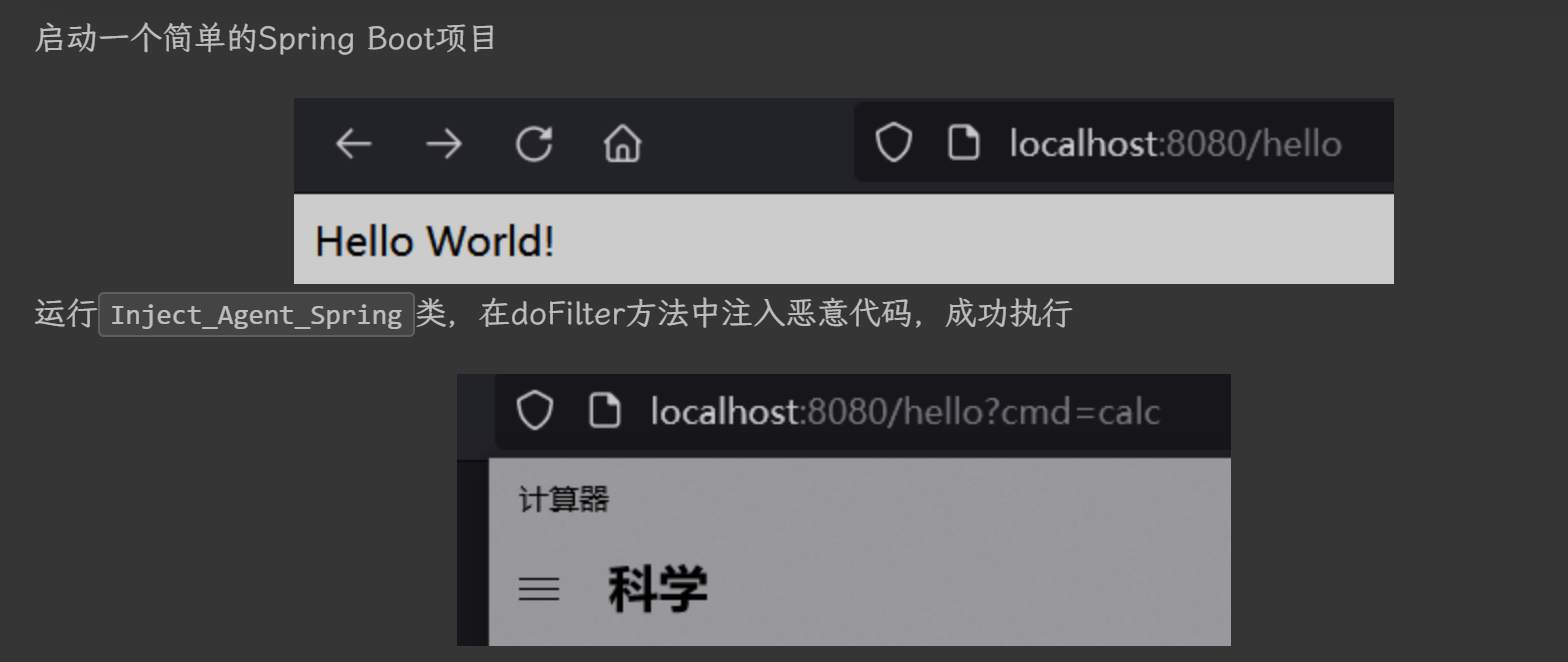 启动一个简单的Spring Boot项目
localhost:8080/hello
Hello World!
运行Inject_Agent_Spring类，在doFilter方法中注入恶意代码，成功执行
localhost:8080/hello?cmd=calc
计算器
科学